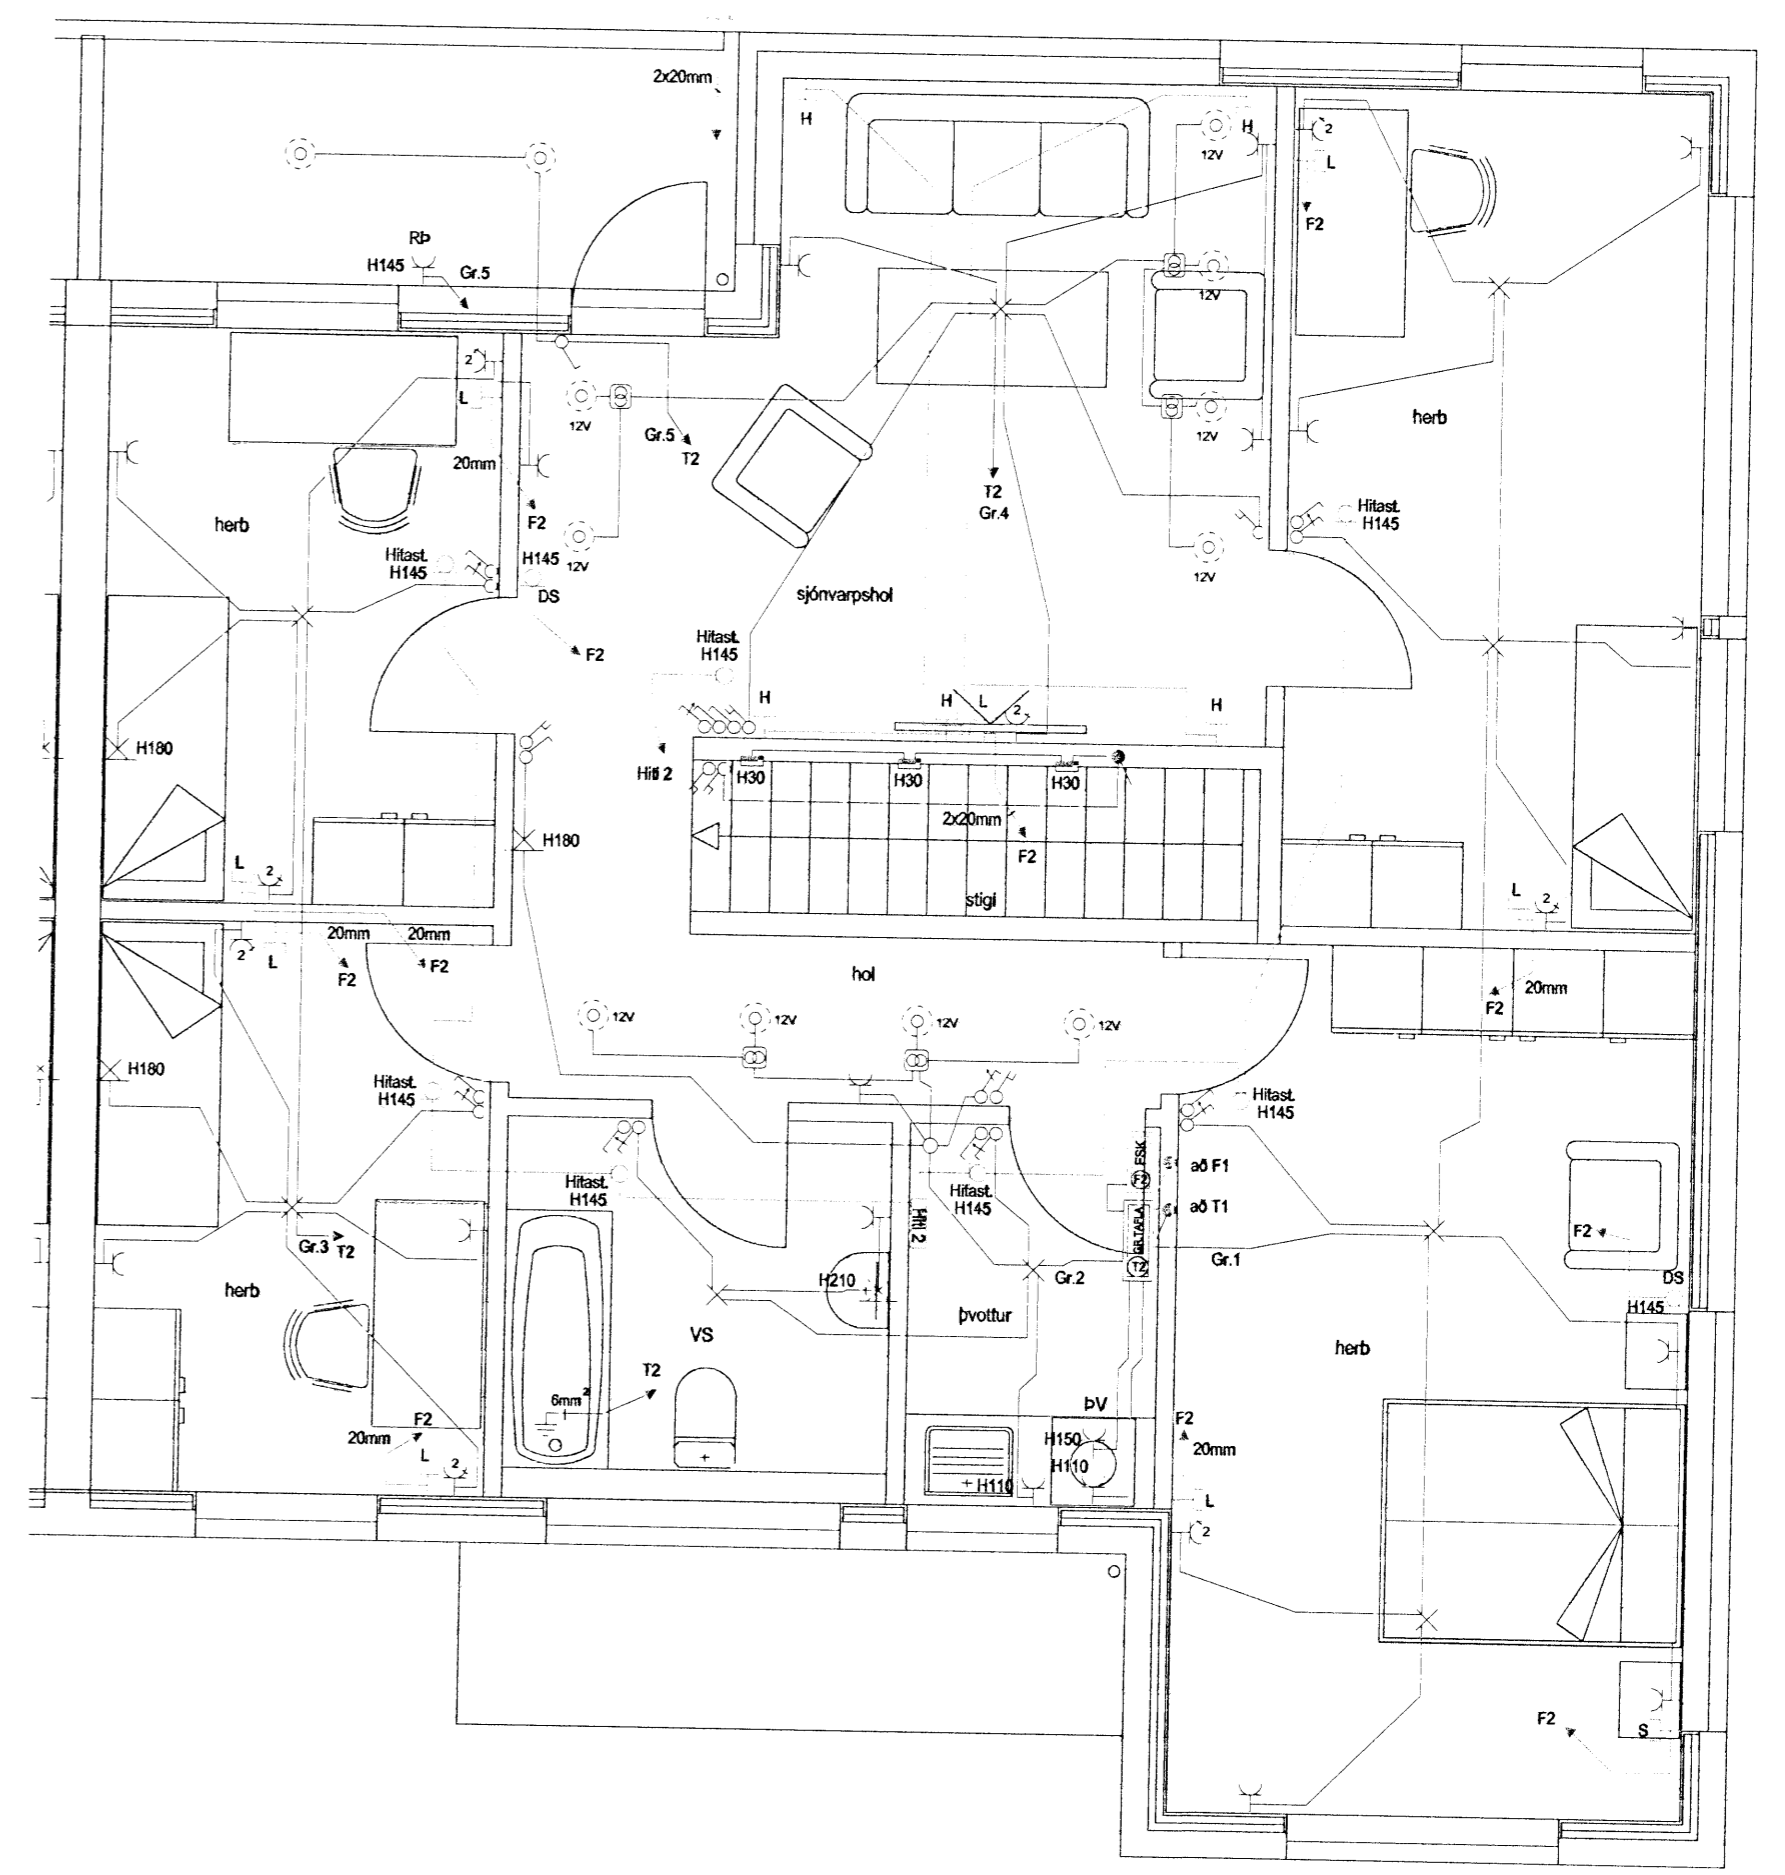 2x20mm
H
H
12V
2
L
F2
RÞ
H145
Gr.5
12V
2
L
12V
Gr.5
T2
12V
herb
20mm
F2
T2
Gr.4
Hitast.
H145
herb
Hitast.
H145
H145
DS
12V
12V
sjónvarpshol
F2
Hitast.
H145
H
H
L
2
H
H180
Hiti 2
H30
H30
H30
H180
2x20mm
F2
L
2
stigi
L
2
20mm
20mm
2
L
F2
F2
hol
20mm
F2
12V
12V
12V
12V
H180
Hitast.
H145
Hitast.
H145
FSK
F2
að F1
Hitast.
H145
Hitast.
H145
að T1
GR.TAFLA
T2
Hiti 2
Gr.3
T2
F2
Gr.1
Gr.2
DS
H145
herb
H210
þvottur
VS
herb
T2
6mm²
ÞV
F2
F2
20mm
H150
20mm
L
2
H110
H110
L
2
F2
S